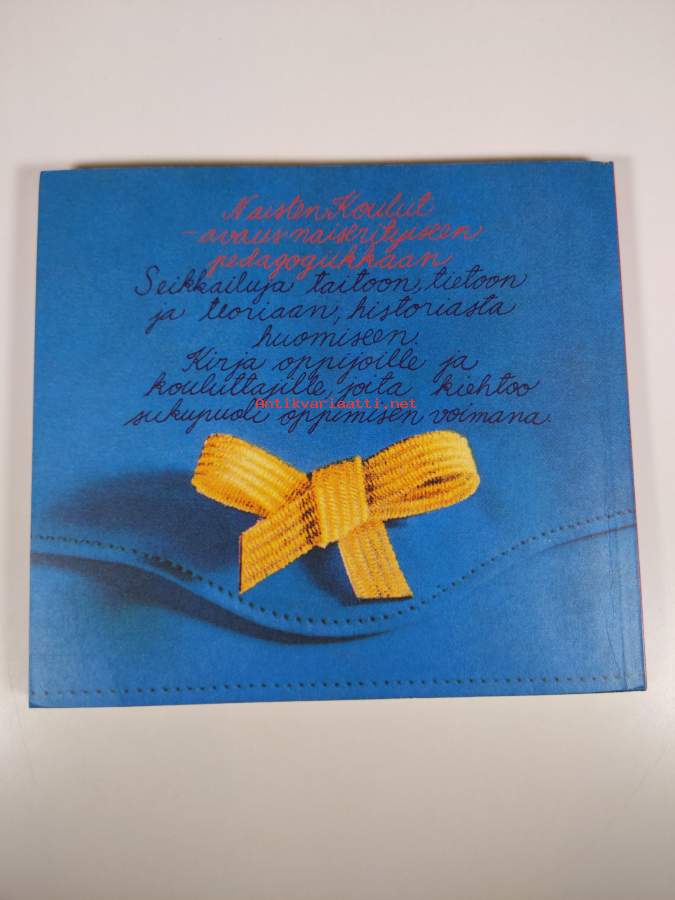 Naisten Koulut
– avaus naiserityiseen
pedagogiikkaan
Seikkailuja taitoon, tietoon
ja teoriaan, historiasta
huomiseen.
Kirja oppijoille ja
kouluttajille, joita kiehtoo
Antikvariaatti.net
sukupuoli oppimisen voimana.